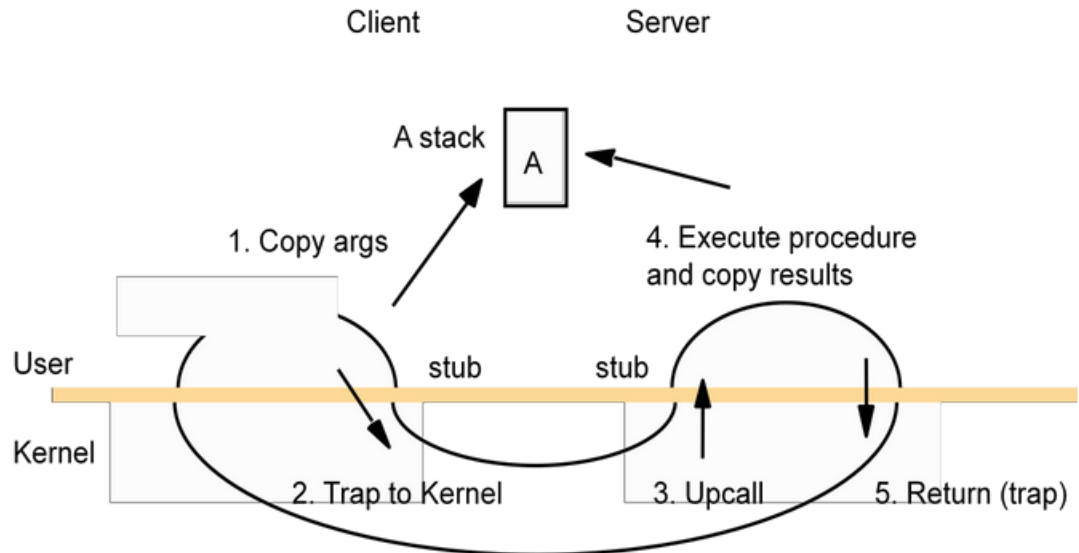 Client
Server
A stack
A
1. Copy args
4. Execute procedure
and copy results
User
stub
stub
Kernel
2. Trap to Kernel
3. Upcall
5. Return (trap)